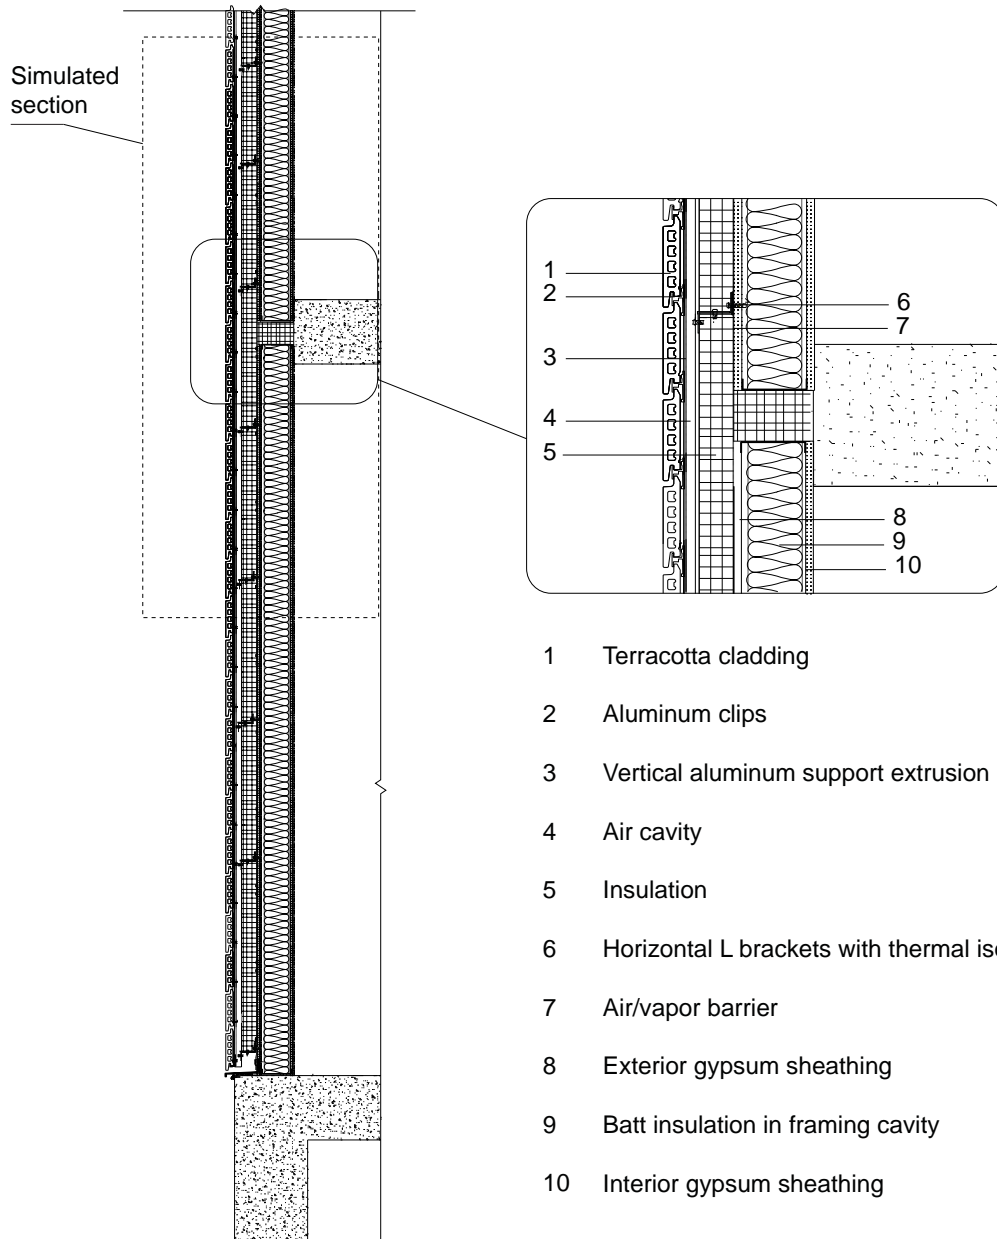 Simulated
section
1
2
3
4
5
6
7
8
9
10
1 Terracotta cladding
2 Aluminum clips
3 Vertical aluminum support extrusion
4 Air cavity
5 Insulation
6 Horizontal L brackets with thermal
7 Air/vapor barrier
8 Exterior gypsum sheathing
9 Batt insulation in framing cavity
10 Interior gypsum sheathing